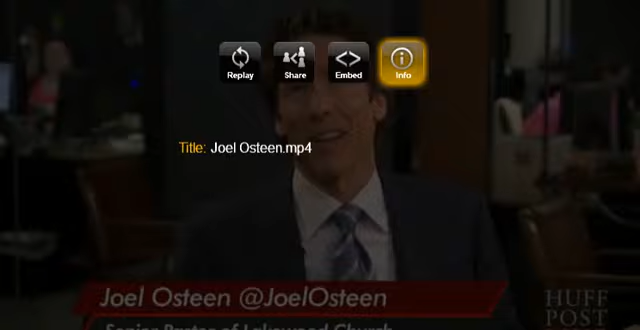 Replay Share Embed Info
Title: Joel Osteen.mp4
Joel Osteen @JoelOsteen
Senior Pastor of Lakewood Church
HUFF
POST